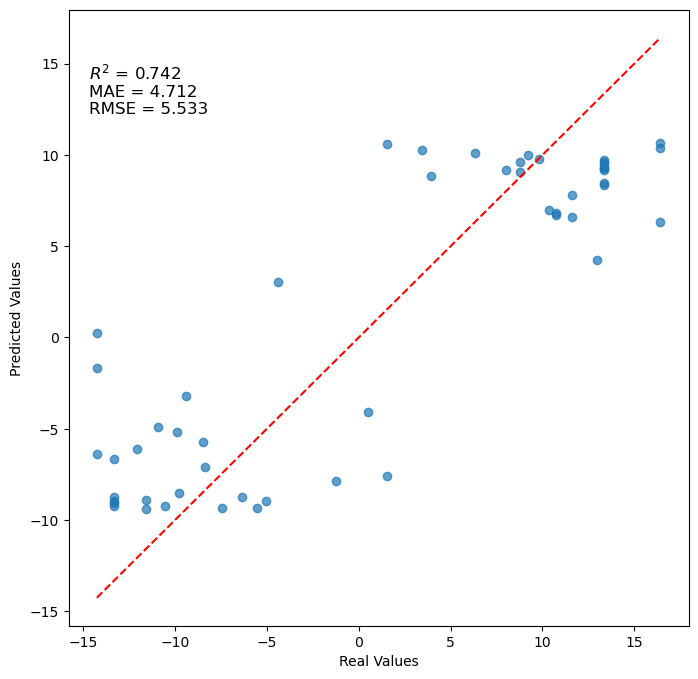 R² = 0.742
MAE = 4.712
RMSE = 5.533
15
10
5
0
−5
−10
−15
Predicted Values
−15 −10 −5 0 5 10 15
Real Values